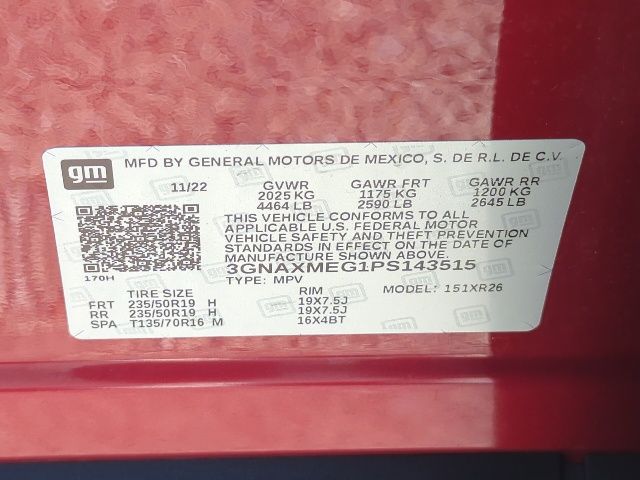 gm MFD BY GENERAL MOTORS DE MEXICO, S. DE R.L. DE C.V.
11/22 GVWR GAWR FRT GAWR RR
2025 KG 1175 KG 1200 KG
4464 LB 2590 LB 2645 LB
THIS VEHICLE CONFORMS TO ALL
APPLICABLE U.S. FEDERAL MOTOR
VEHICLE SAFETY AND THEFT PREVENTION
STANDARDS IN EFFECT ON THE DATE OF
MANUFACTURE SHOWN ABOVE.
170H 3GNAXMEG1PS143515
TYPE: MPV MODEL: 151XR26
TIRE SIZE RIM
FRT 235/50R19 H 19X7.5J
RR 235/50R19 H 19X7.5J
SPA T135/70R16 M 16X4BT